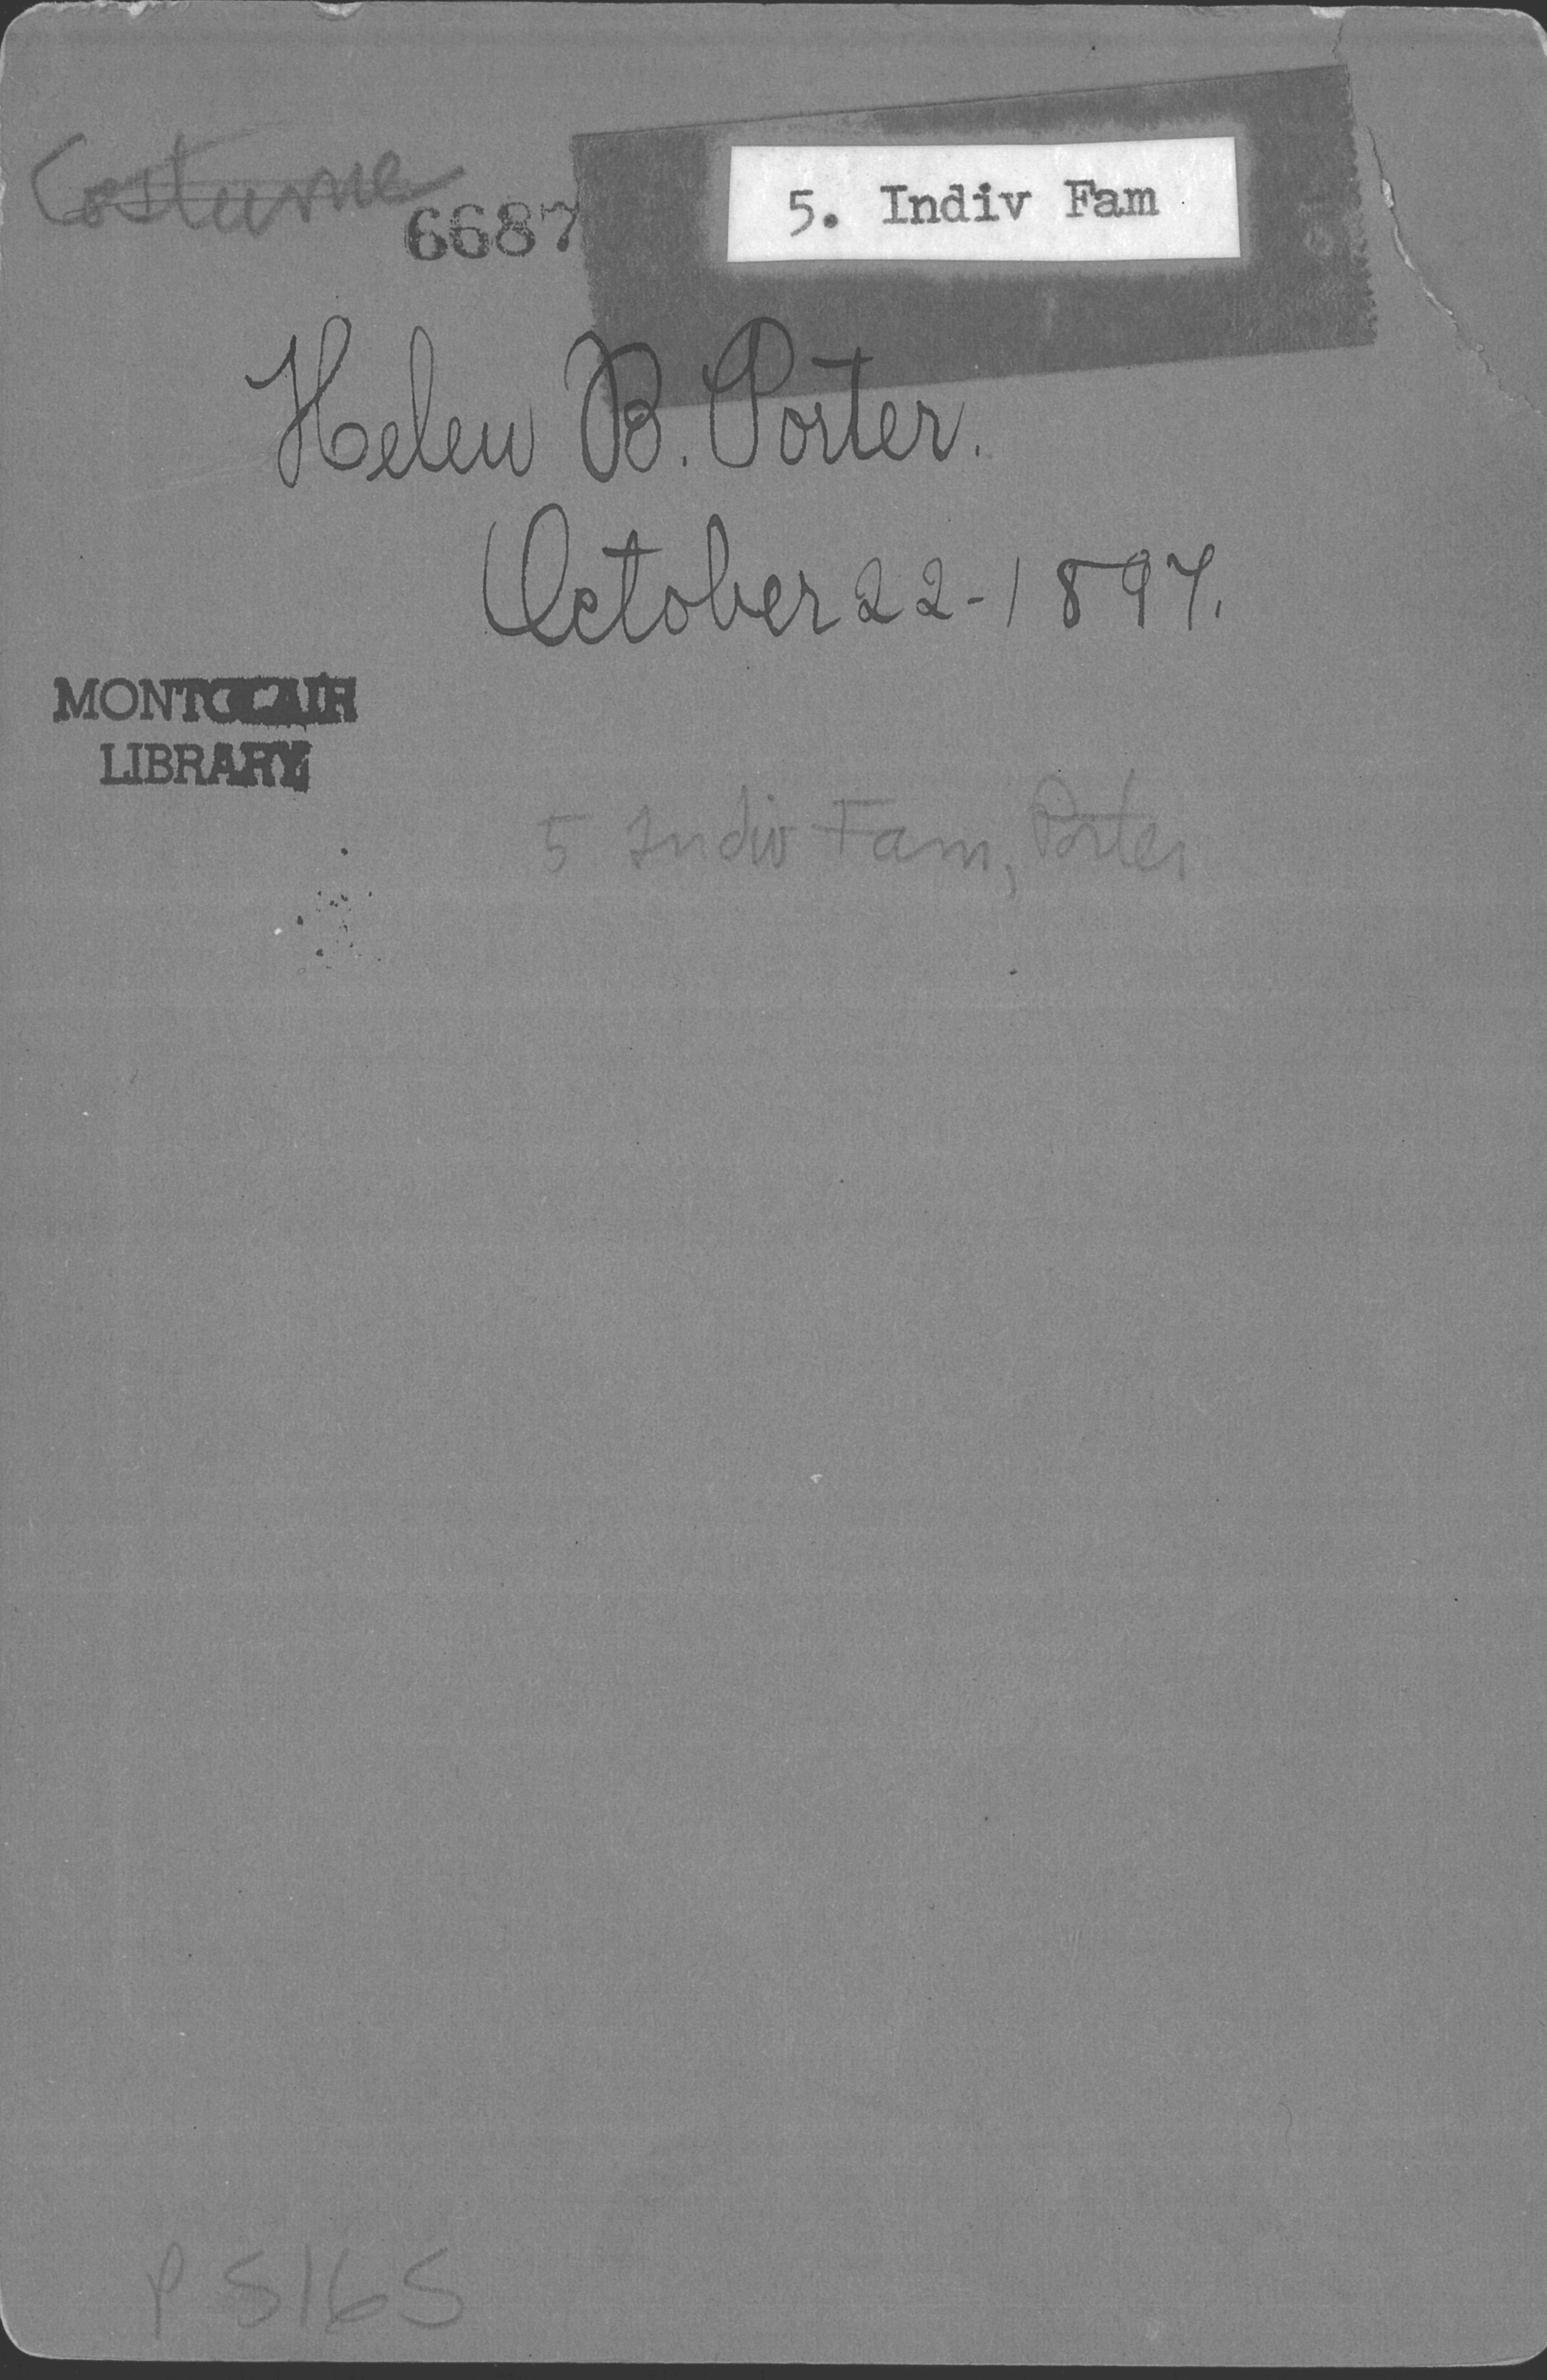 Costume
6687
5. Indiv Fam
Helen B. Porter.
October 22-1897.
MONTCLAIR
LIBRARY
5 Indiv Fam, Porter
P 5165